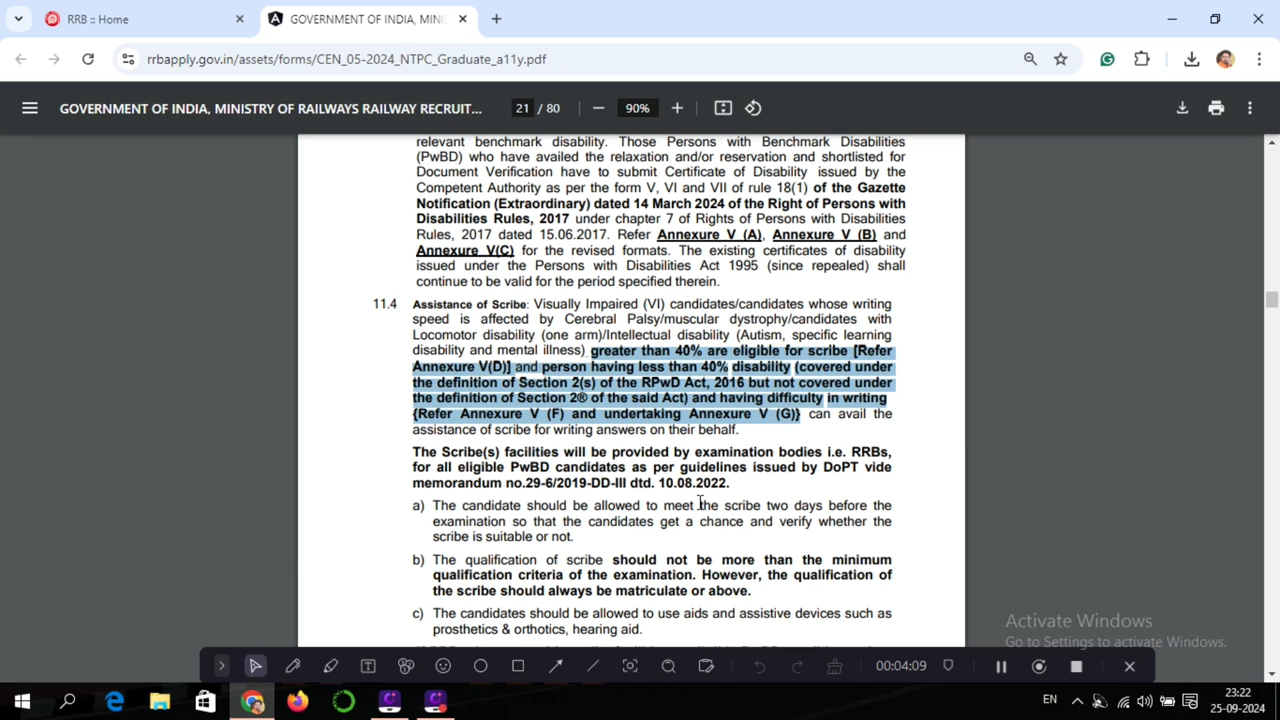 RRB :: Home
GOVERNMENT OF INDIA, MIN
rrbapply.gov.in/assets/forms/CEN_05-2024_NTPC_Graduate_a11y.pdf
GOVERNMENT OF INDIA, MINISTRY OF RAILWAYS RAILWAY RECRUIT...
21 / 80
90%
relevant benchmark disability. Those Persons with Benchmark Disabilities
(PwBD) who have availed the relaxation and/or reservation and shortlisted for
Document Verification have to submit Certificate of Disability issued by the
Competent Authority as per the form V, VI and VII of rule 18(1) of the Gazette
Notification (Extraordinary) dated 14 March 2024 of the Right of Persons with
Disabilities Rules, 2017 under chapter 7 of Rights of Persons with Disabilities
Rules, 2017 dated 15.06.2017. Refer Annexure V (A), Annexure V (B) and
Annexure V(C) for the revised formats. The existing certificates of disability
issued under the Persons with Disabilities Act 1995 (since repealed) shall
continue to be valid for the period specified therein.
11.4 Assistance of Scribe: Visually Impaired (VI) candidates/candidates whose writing
speed is affected by Cerebral Palsy/muscular dystrophy/candidates with
Locomotor disability (one arm)/Intellectual disability (Autism, specific learning
disability and mental illness) greater than 40% are eligible for scribe [Refer
Annexure V(D)] and person having less than 40% disability (covered under
the definition of Section 2(s) of the RPwD Act, 2016 but not covered under
the definition of Section 2® of the said Act) and having difficulty in writing
{Refer Annexure V (F) and undertaking Annexure V (G)} can avail the
assistance of scribe for writing answers on their behalf.
The Scribe(s) facilities will be provided by examination bodies i.e. RRBs,
for all eligible PwBD candidates as per guidelines issued by DoPT vide
memorandum no.29-6/2019-DD-III dtd. 10.08.2022.
a) The candidate should be allowed to meet the scribe two days before the
examination so that the candidates get a chance and verify whether the
scribe is suitable or not.
b) The qualification of scribe should not be more than the minimum
qualification criteria of the examination. However, the qualification of
the scribe should always be matriculate or above.
c) The candidates should be allowed to use aids and assistive devices such as
prosthetics & orthotics, hearing aid.
Activate Windows
Go to Settings to activate Windows.
00:04:09
EN
23:22
25-09-2024